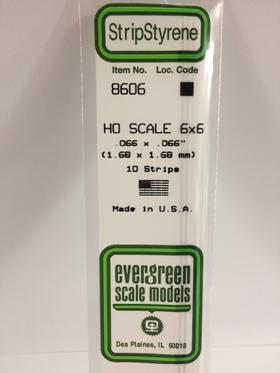 StripStyrene
Item No. Loc. Code
8606
HO SCALE 6x6
.066 x .066"
(1.68 x 1.68 mm)
10 Strips
Made in U.S.A.
evergreen
scale models
Des Plaines, IL 60018